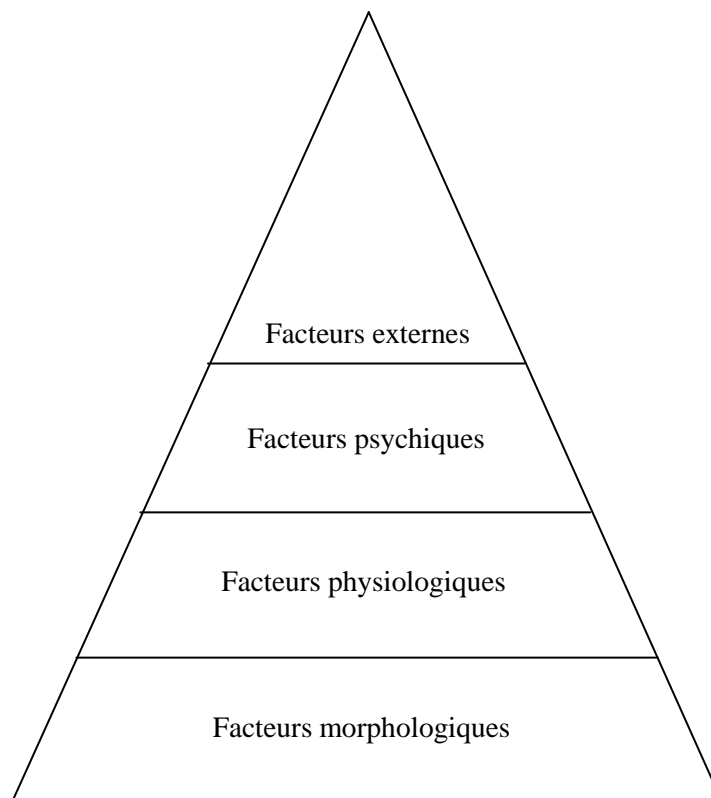 Facteurs externes
Facteurs psychiques
Facteurs physiologiques
Facteurs morphologiques